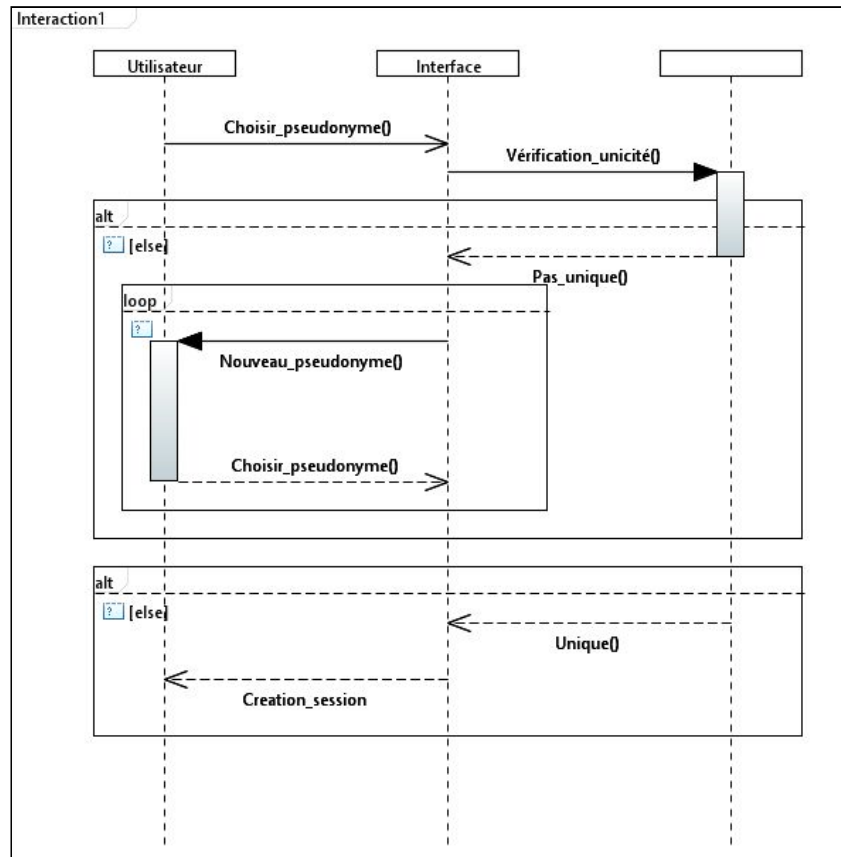 Interaction1
Utilisateur
Interface
Choisir_pseudonyme()
Vérification_unicité()
alt
? [else]
Pas_unique()
loop
?
Nouveau_pseudonyme()
Choisir_pseudonyme()
alt
? [else]
Unique()
Creation_session